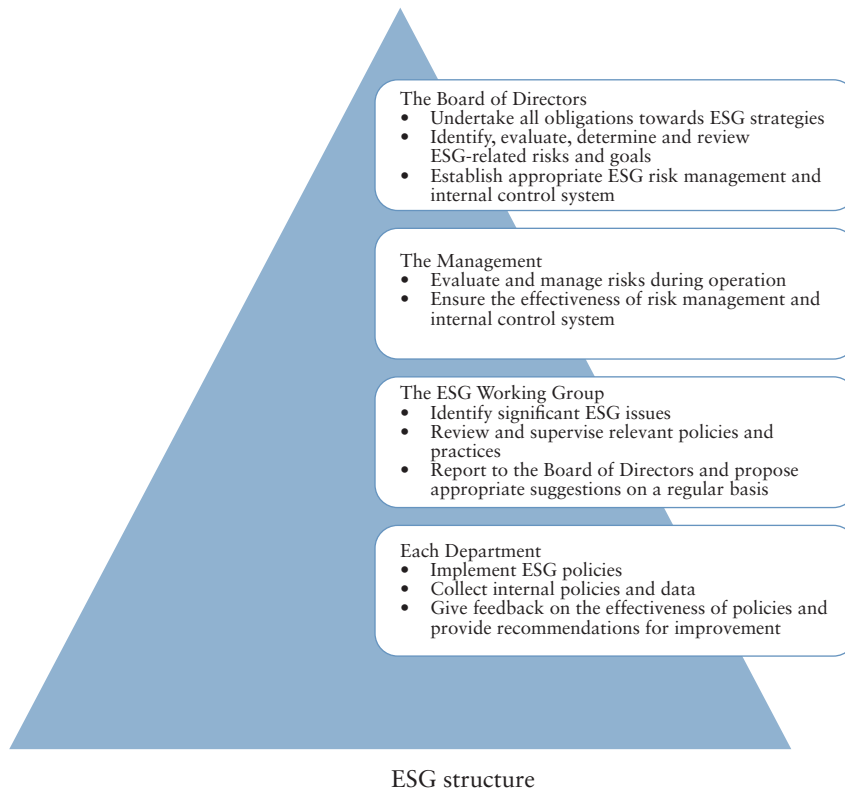 The Board of Directors
• Undertake all obligations towards ESG strategies
• Identify, evaluate, determine and review
ESG-related risks and goals
• Establish appropriate ESG risk management and
internal control system
The Management
• Evaluate and manage risks during operation
• Ensure the effectiveness of risk management and
internal control system
The ESG Working Group
• Identify significant ESG issues
• Review and supervise relevant policies and
practices
• Report to the Board of Directors and propose
appropriate suggestions on a regular basis
Each Department
• Implement ESG policies
• Collect internal policies and data
• Give feedback on the effectiveness of policies and
provide recommendations for improvement
ESG structure